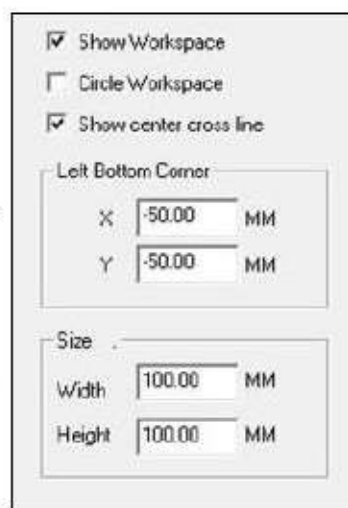 Show Workspace
Circle Workspace
Show center cross line
Left Bottom Corner
X -50.00 MM
Y -50.00 MM
Size .
Width 100.00 MM
Height 100.00 MM